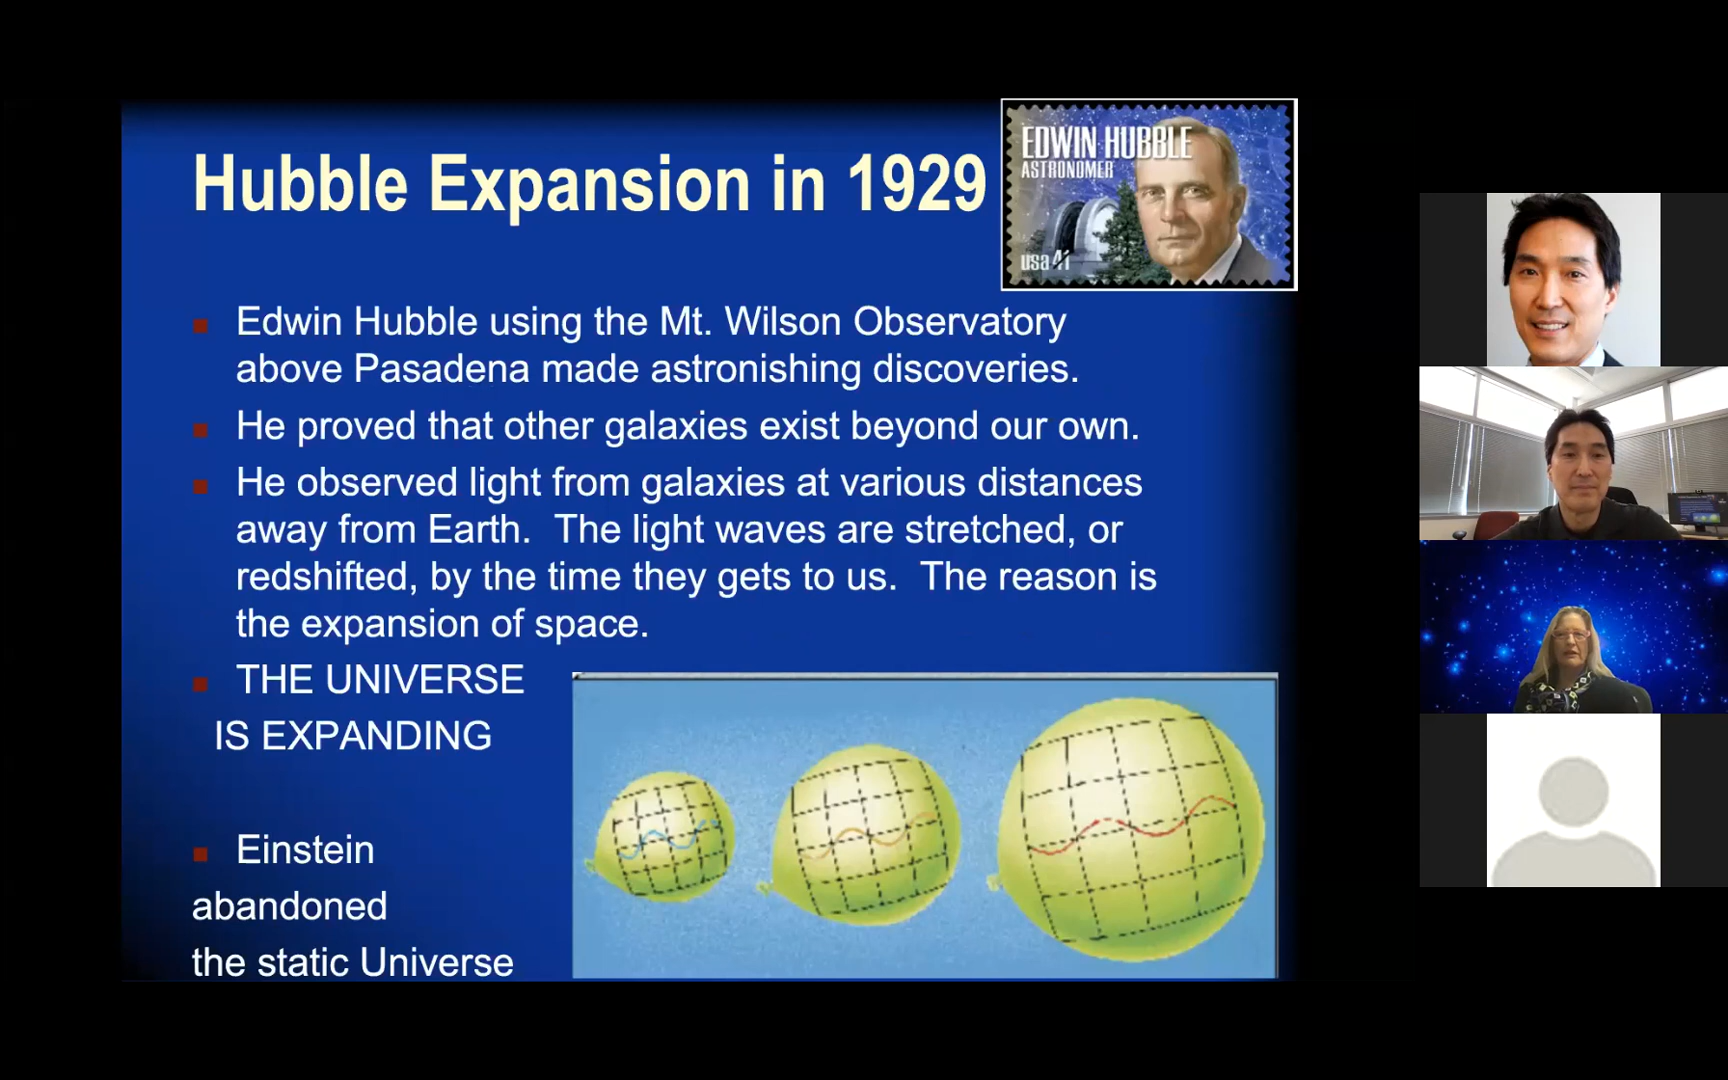 Hubble Expansion in 1929
EDWIN HUBBLE
ASTRONOMER
usa 41
Edwin Hubble using the Mt. Wilson Observatory
above Pasadena made astronishing discoveries.
He proved that other galaxies exist beyond our own.
He observed light from galaxies at various distances
away from Earth. The light waves are stretched, or
redshifted, by the time they gets to us. The reason is
the expansion of space.
THE UNIVERSE
IS EXPANDING
Einstein
abandoned
the static Universe